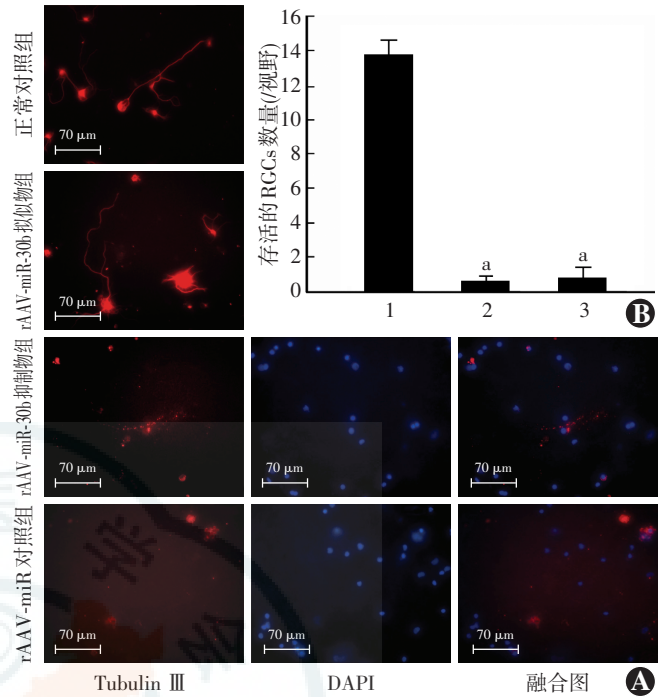 正常对照组
70 μm
rAAV-miR-30b拟似物组
70 μm
存活的RGCs数量(/视野)
16
14
12
10
8
6
4
2
0
a
a
1 2 3
B
rAAV-miR-30b抑制物组
70 μm
70 μm
70 μm
rAAV-miR对照组
70 μm
70 μm
70 μm
Tubulin Ⅲ DAPI 融合图
A